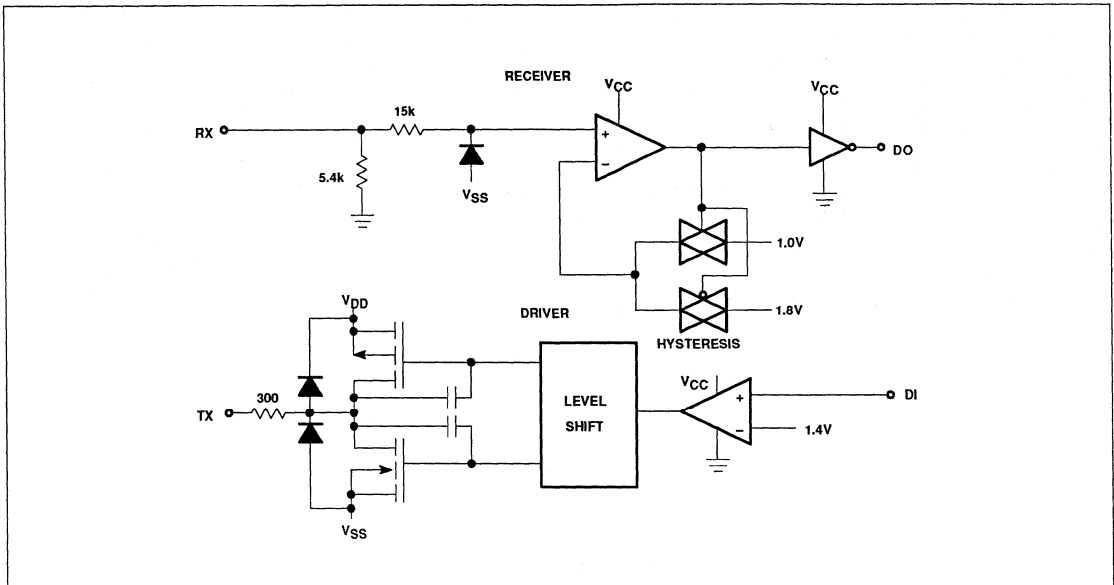 RECEIVER
VCC
VCC
15k
RX
+
−
DO
5.4k
VSS
1.0V
VDD
DRIVER
1.8V
HYSTERESIS
VCC
300
LEVEL
SHIFT
+
DI
TX
−
1.4V
VSS